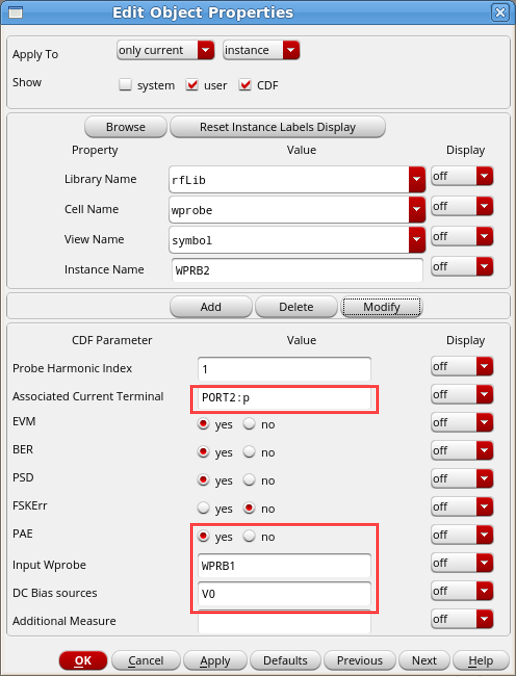 Edit Object Properties
Apply To only current instance
Show system user CDF
Browse Reset Instance Labels Display
Property Value Display
Library Name rfLib off
Cell Name wprobe off
View Name symbol off
Instance Name WPRB2 off
Add Delete Modify
CDF Parameter Value Display
Probe Harmonic Index 1 off
Associated Current Terminal PORT2:p off
EVM yes no off
BER yes no off
PSD yes no off
FSKErr yes no off
PAE yes no off
Input Wprobe WPRB1 off
DC Bias sources V0 off
Additional Measure off
OK Cancel Apply Defaults Previous Next Help